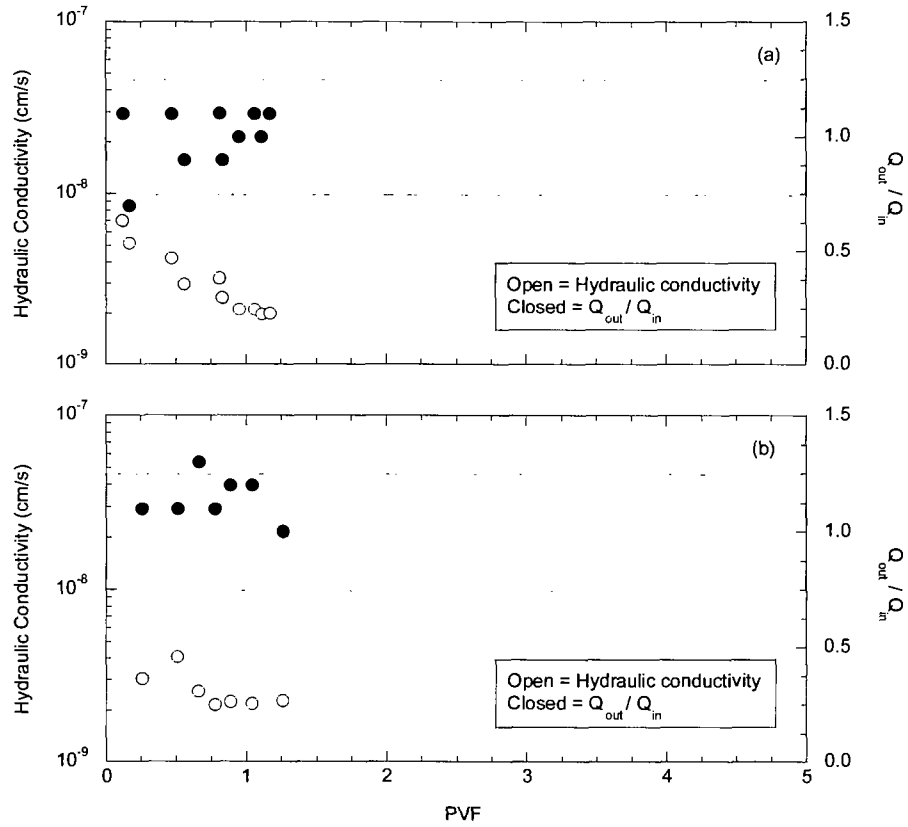 10^-7
1.5
(a)
Hydraulic Conductivity (cm/s)
1.0
10^-8
Q_out / Q_in
0.5
Open = Hydraulic conductivity
Closed = Q_out / Q_in
10^-9
0.0
10^-7
1.5
(b)
Hydraulic Conductivity (cm/s)
1.0
10^-8
Q_out / Q_in
0.5
Open = Hydraulic conductivity
Closed = Q_out / Q_in
10^-9
0.0
0 1 2 3 4 5
PVF